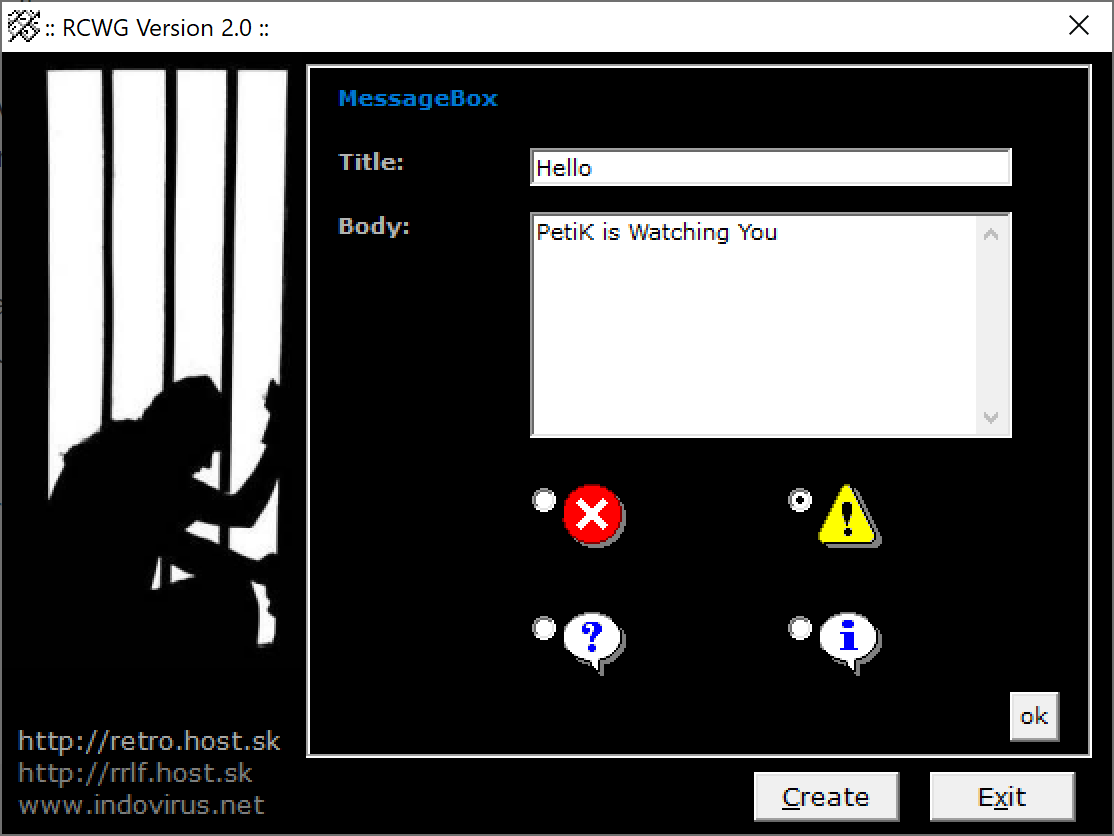 :: RCWG Version 2.0 ::
MessageBox
Title:
Hello
Body:
PetiK is Watching You
ok
http://retro.host.sk
http://rrlf.host.sk
www.indovirus.net
Create
Exit